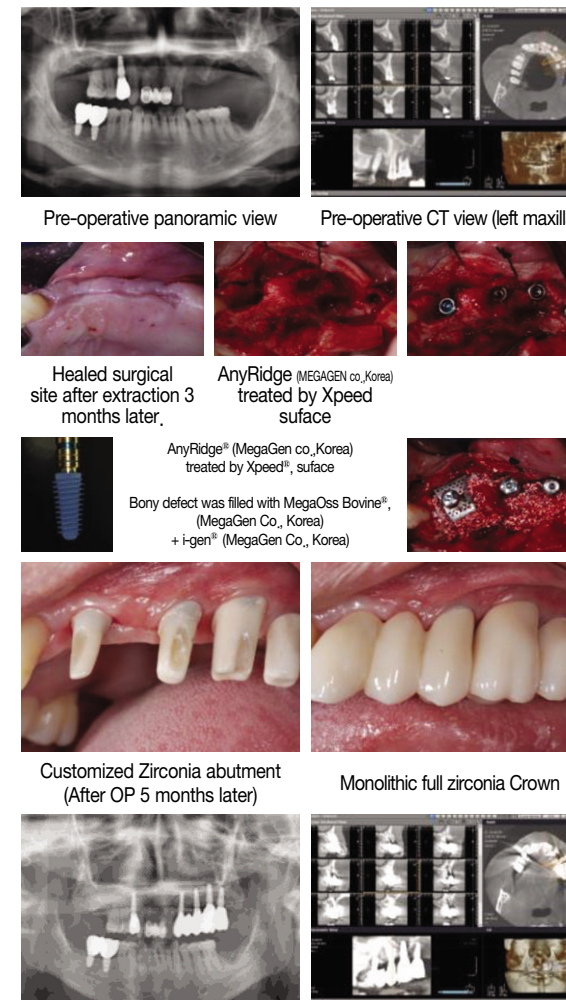 Pre-operative panoramic view
Pre-operative CT view (left maxill
Healed surgical
site after extraction 3
months later.
AnyRidge (MEGAGEN co.,Korea)
treated by Xpeed
suface
AnyRidge® (MegaGen co.,Korea)
treated by Xpeed®, suface
Bony defect was filled with MegaOss Bovine®,
(MegaGen Co., Korea)
+ i-gen® (MegaGen Co., Korea)
Customized Zirconia abutment
(After OP 5 months later)
Monolithic full zirconia Crown